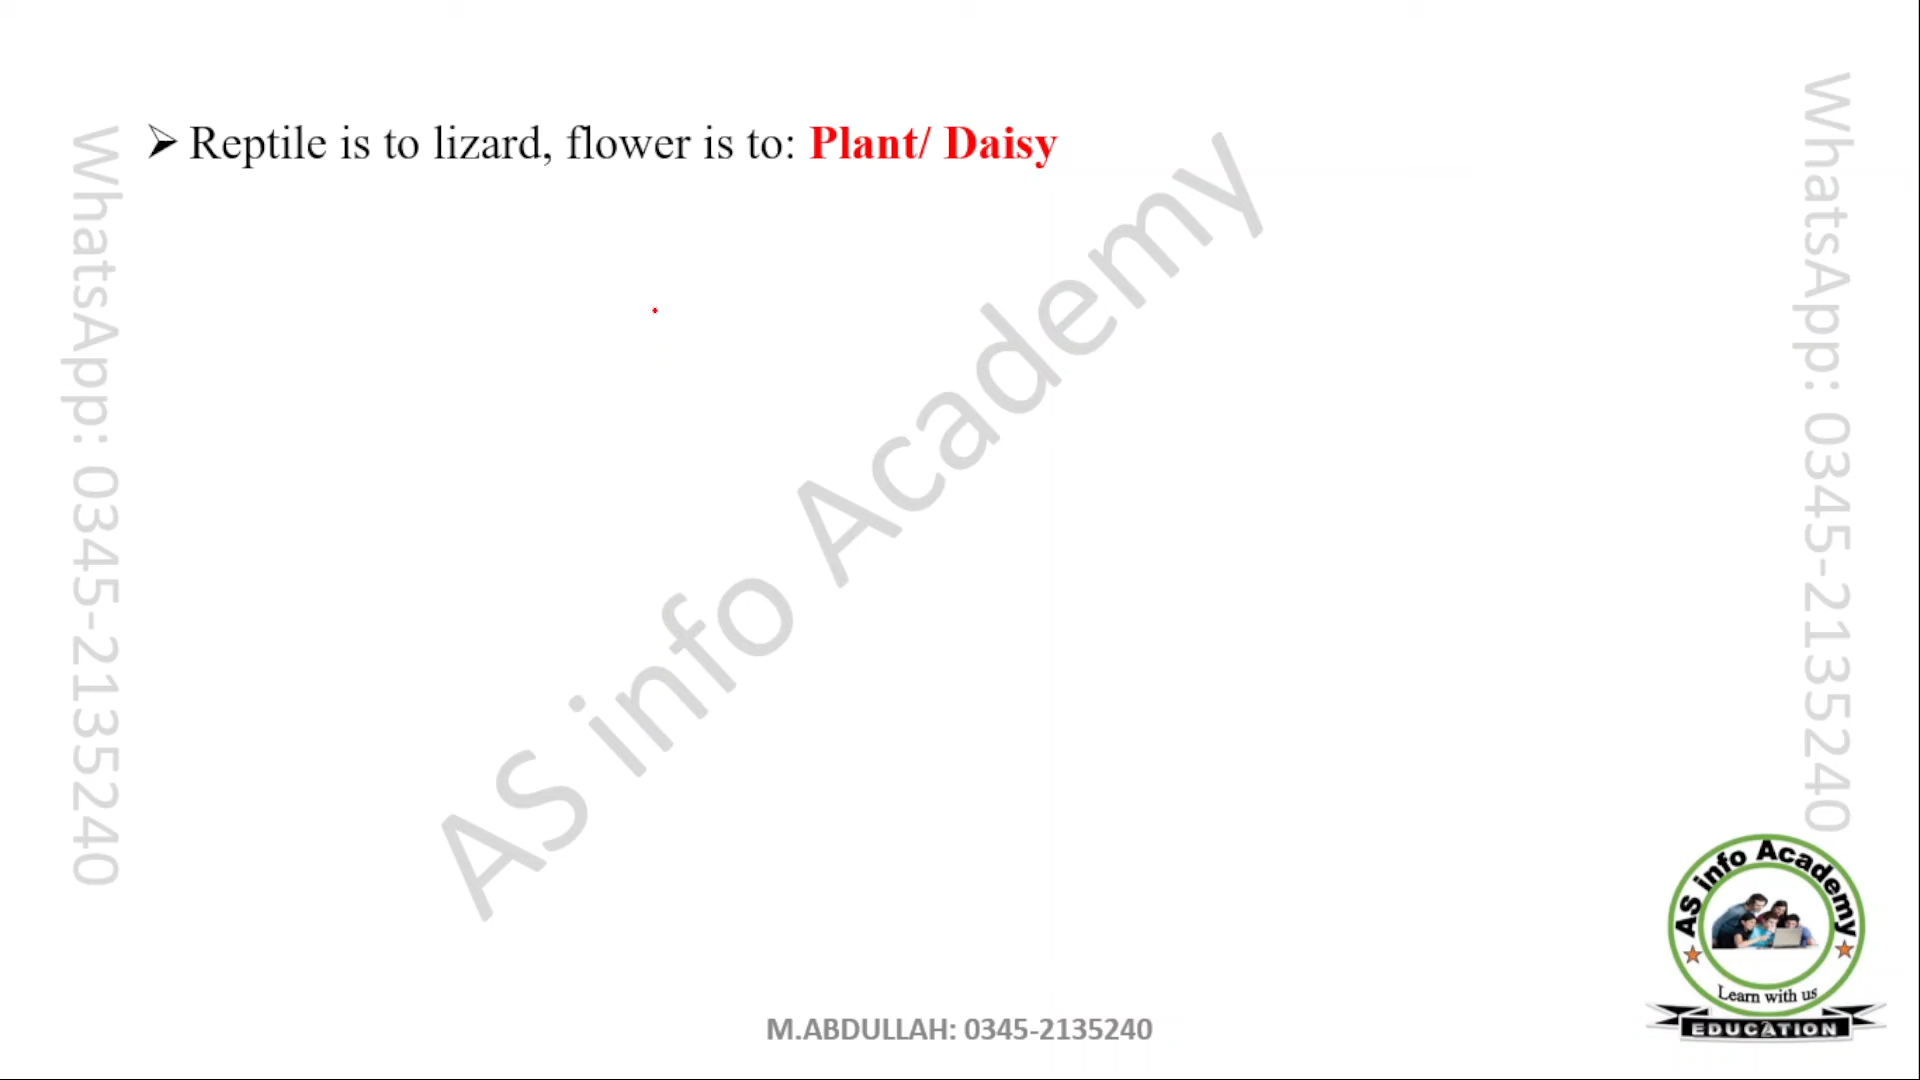 ➢ Reptile is to lizard, flower is to: Plant/ Daisy
WhatsApp: 0345-2135240
AS info Academy
WhatsApp: 0345-2135240
AS info Academy
Learn with us
EDUCATION
M.ABDULLAH: 0345-2135240